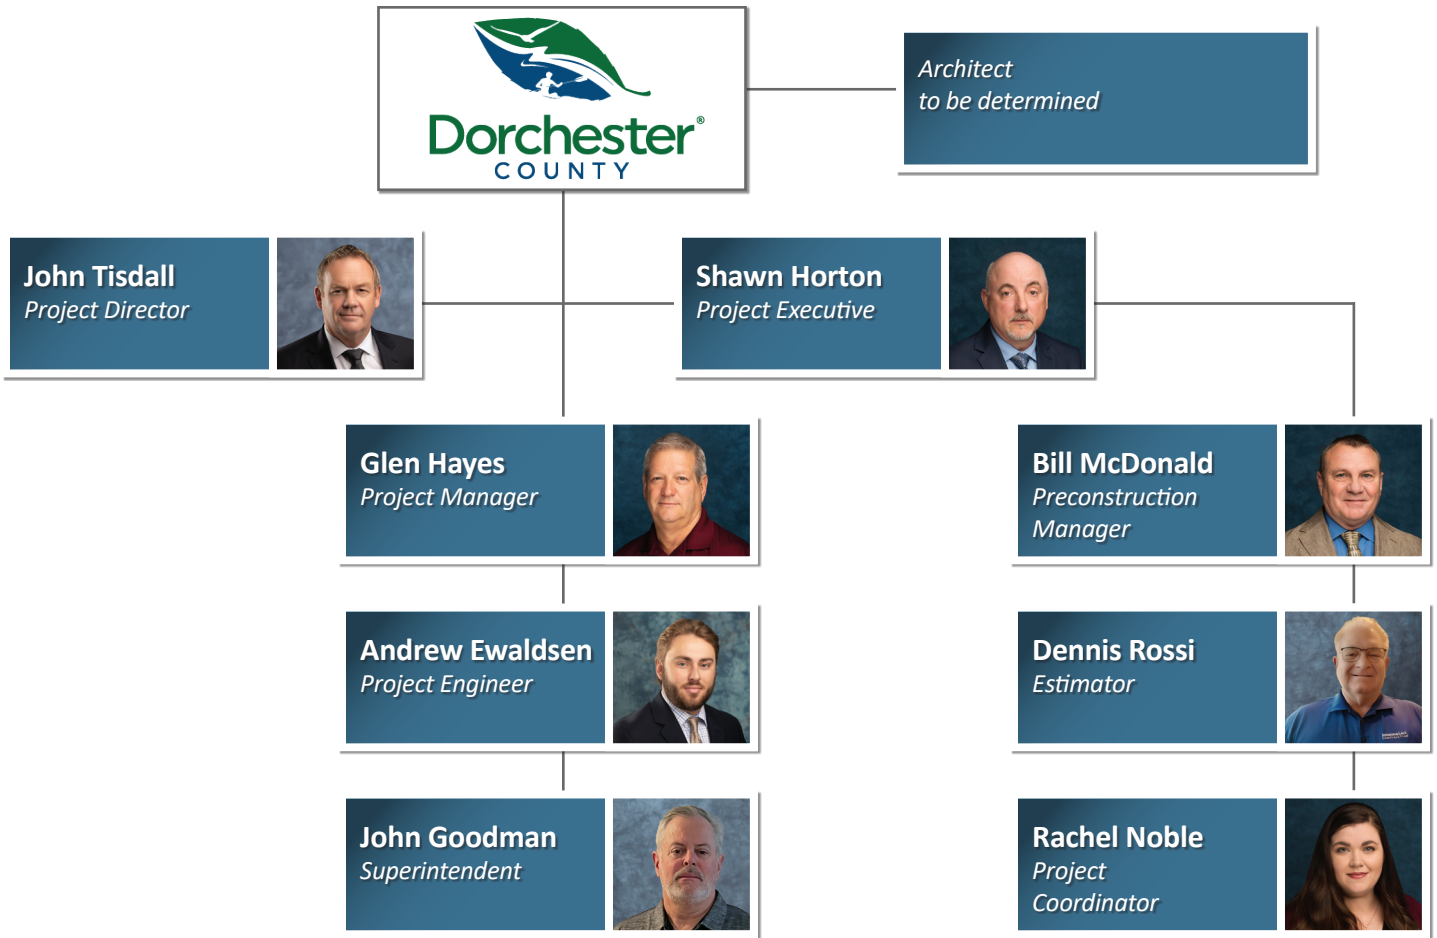 Dorchester®
COUNTY
Architect
to be determined
John Tisdall
Project Director
Shawn Horton
Project Executive
Glen Hayes
Project Manager
Bill McDonald
Preconstruction
Manager
Andrew Ewaldsen
Project Engineer
Dennis Rossi
Estimator
John Goodman
Superintendent
Rachel Noble
Project
Coordinator